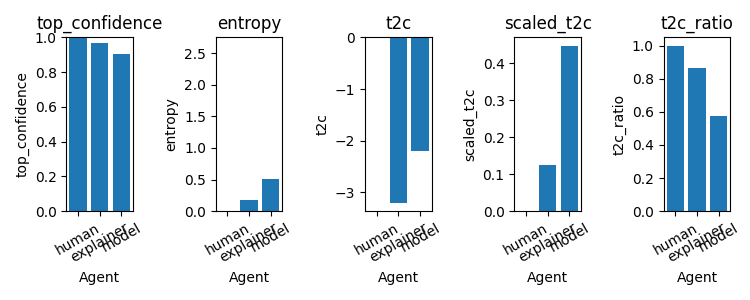 top_confidence
top_confidence
1.0
0.8
0.6
0.4
0.2
0.0
human
explainer
model
Agent
entropy
entropy
2.5
2.0
1.5
1.0
0.5
0.0
human
explainer
model
Agent
t2c
t2c
0
−1
−2
−3
human
explainer
model
Agent
scaled_t2c
scaled_t2c
0.4
0.3
0.2
0.1
0.0
human
explainer
model
Agent
t2c_ratio
t2c_ratio
1.0
0.8
0.6
0.4
0.2
0.0
human
explainer
model
Agent